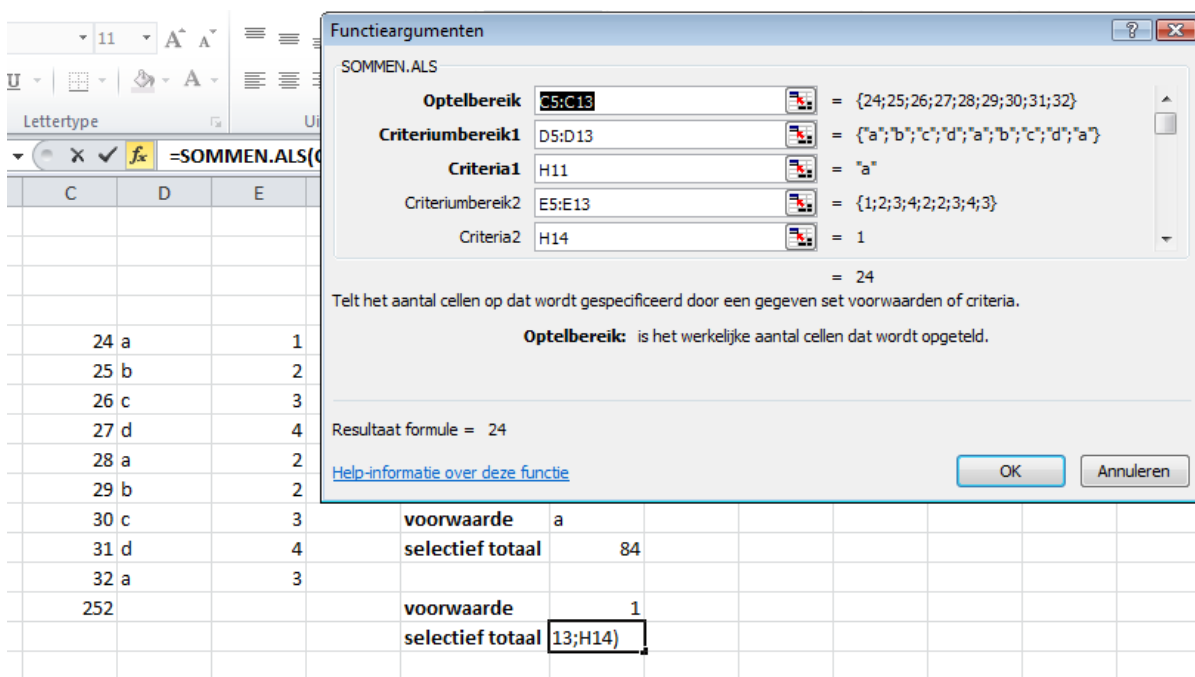 11 A A
U A
Lettertype Ui
fx =SOMMEN.ALS(C
C D E
24 a 1
25 b 2
26 c 3
27 d 4
28 a 2
29 b 2
30 c 3 voorwaarde a
31 d 4 selectief totaal 84
32 a 3
252 voorwaarde 1
selectief totaal 13;H14)
Functieargumenten
SOMMEN.ALS
Optelbereik C5:C13 = {24;25;26;27;28;29;30;31;32}
Criteriumbereik1 D5:D13 = {"a";"b";"c";"d";"a";"b";"c";"d";"a"}
Criteria1 H11 = "a"
Criteriumbereik2 E5:E13 = {1;2;3;4;2;2;3;4;3}
Criteria2 H14 = 1
= 24
Telt het aantal cellen op dat wordt gespecificeerd door een gegeven set voorwaarden of criteria.
Optelbereik: is het werkelijke aantal cellen dat wordt opgeteld.
Resultaat formule = 24
Help-informatie over deze functie
OK Annuleren